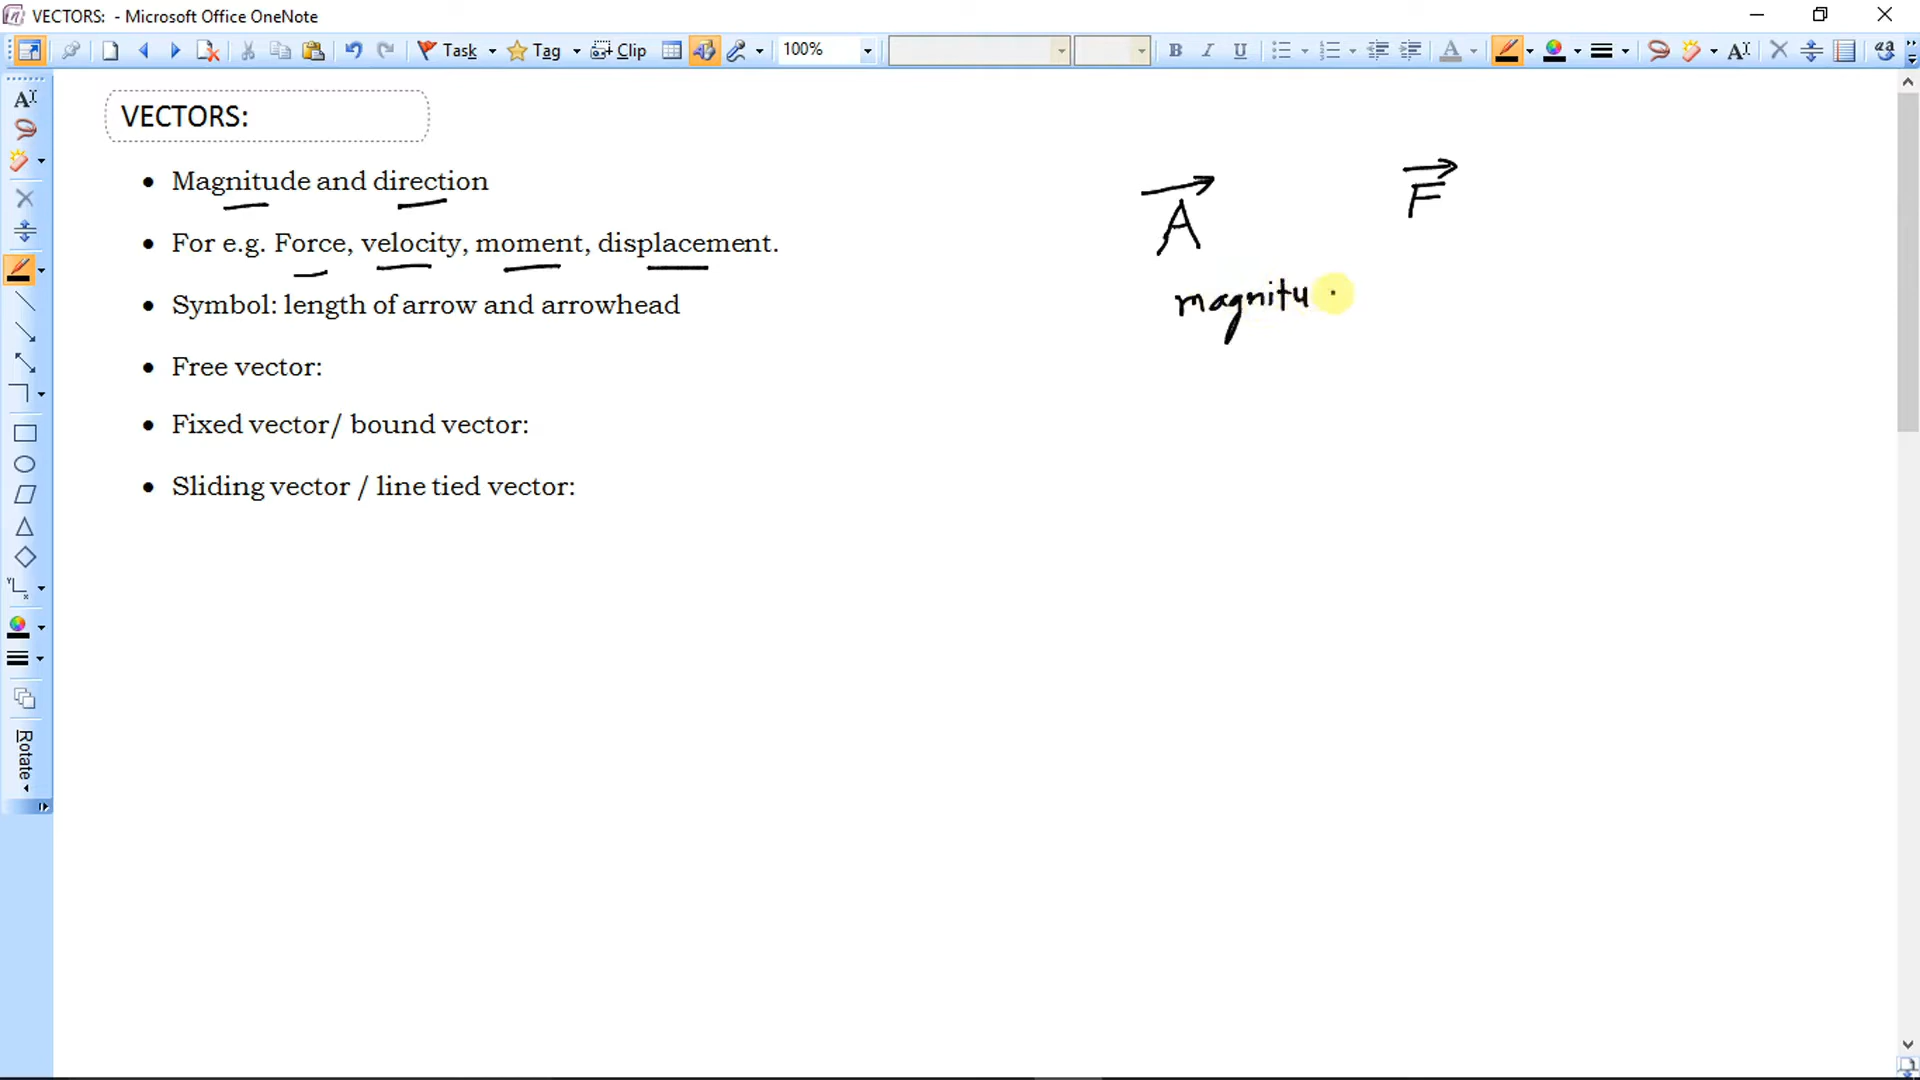 VECTORS:  - Microsoft Office OneNote
Task Tag Clip 100% B I U A
VECTORS:
• Magnitude and direction
• For e.g. Force, velocity, moment, displacement.
• Symbol: length of arrow and arrowhead
• Free vector:
• Fixed vector/ bound vector:
• Sliding vector / line tied vector:
A
F
magnitu
Rotate